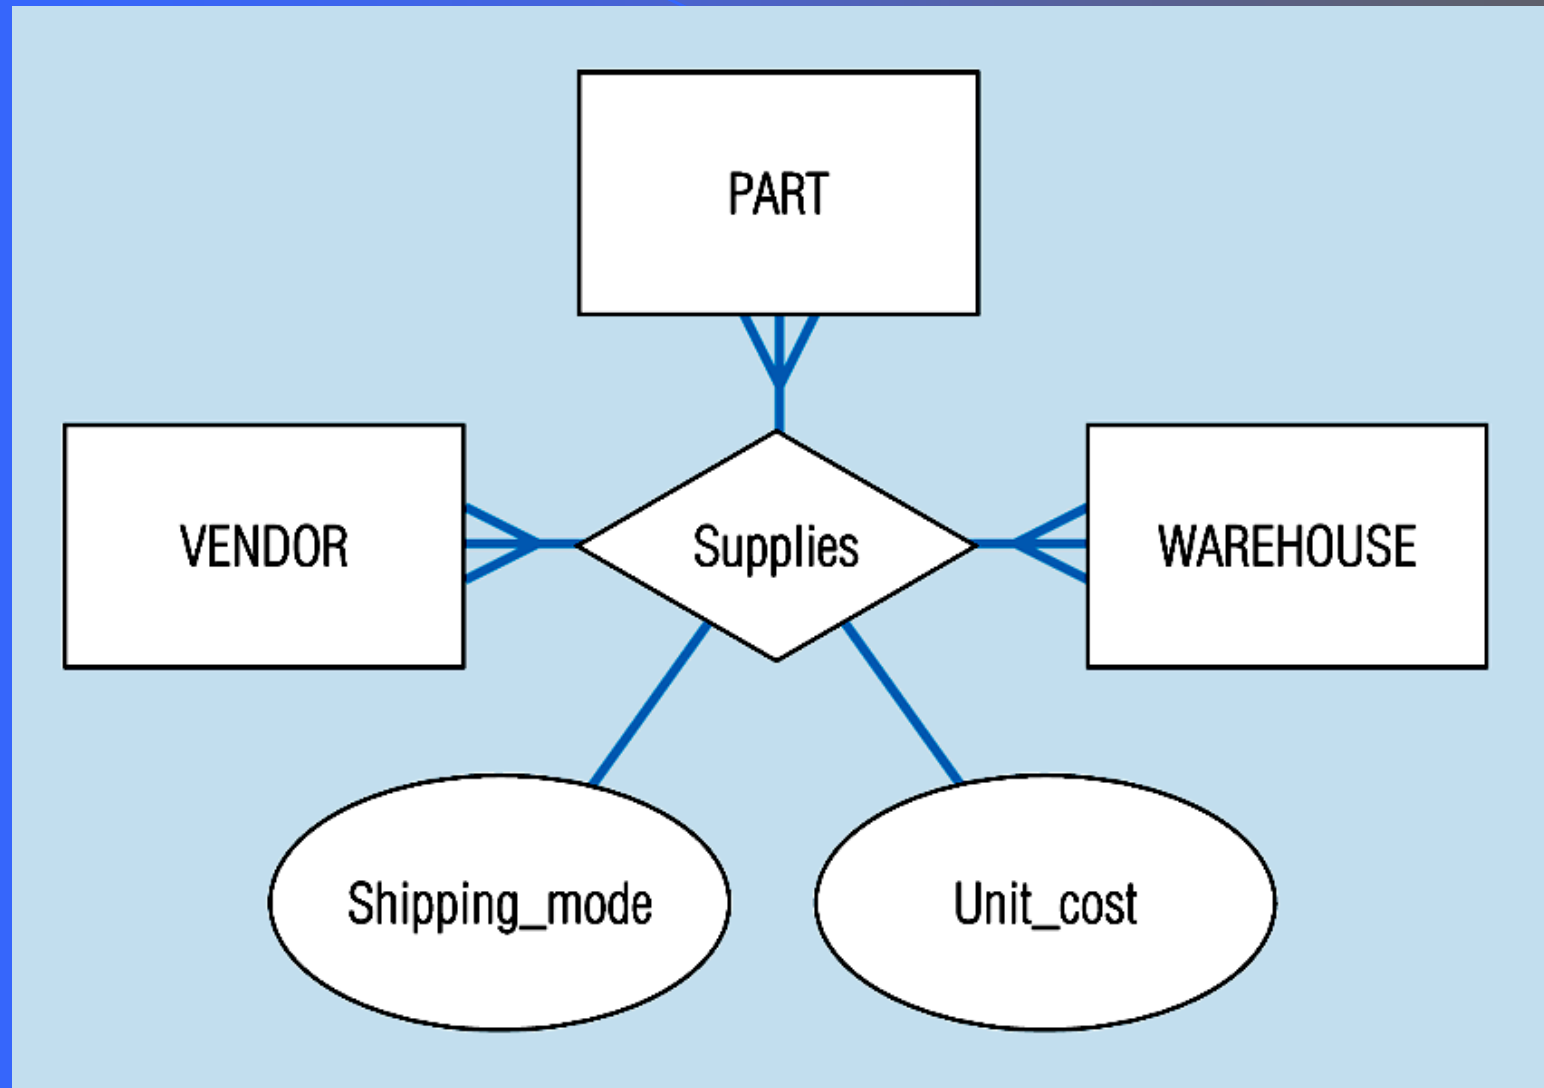 PART
VENDOR
Supplies
WAREHOUSE
Shipping_mode
Unit_cost